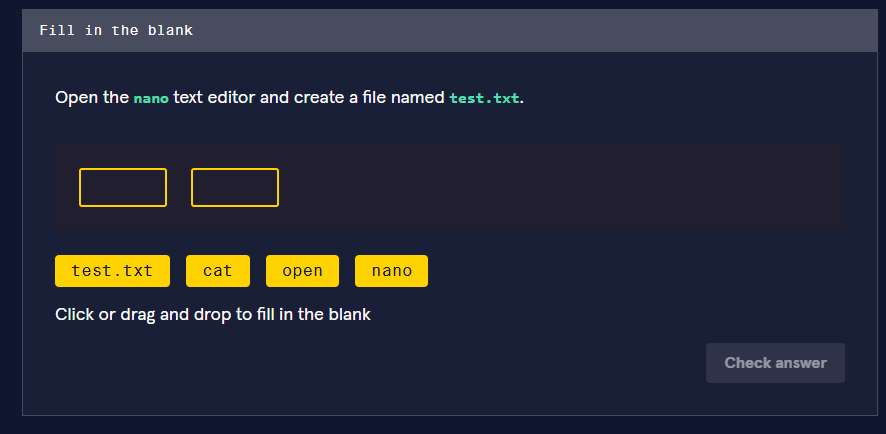 Fill in the blank
Open the nano text editor and create a file named test.txt.
test.txt cat open nano
Click or drag and drop to fill in the blank
Check answer